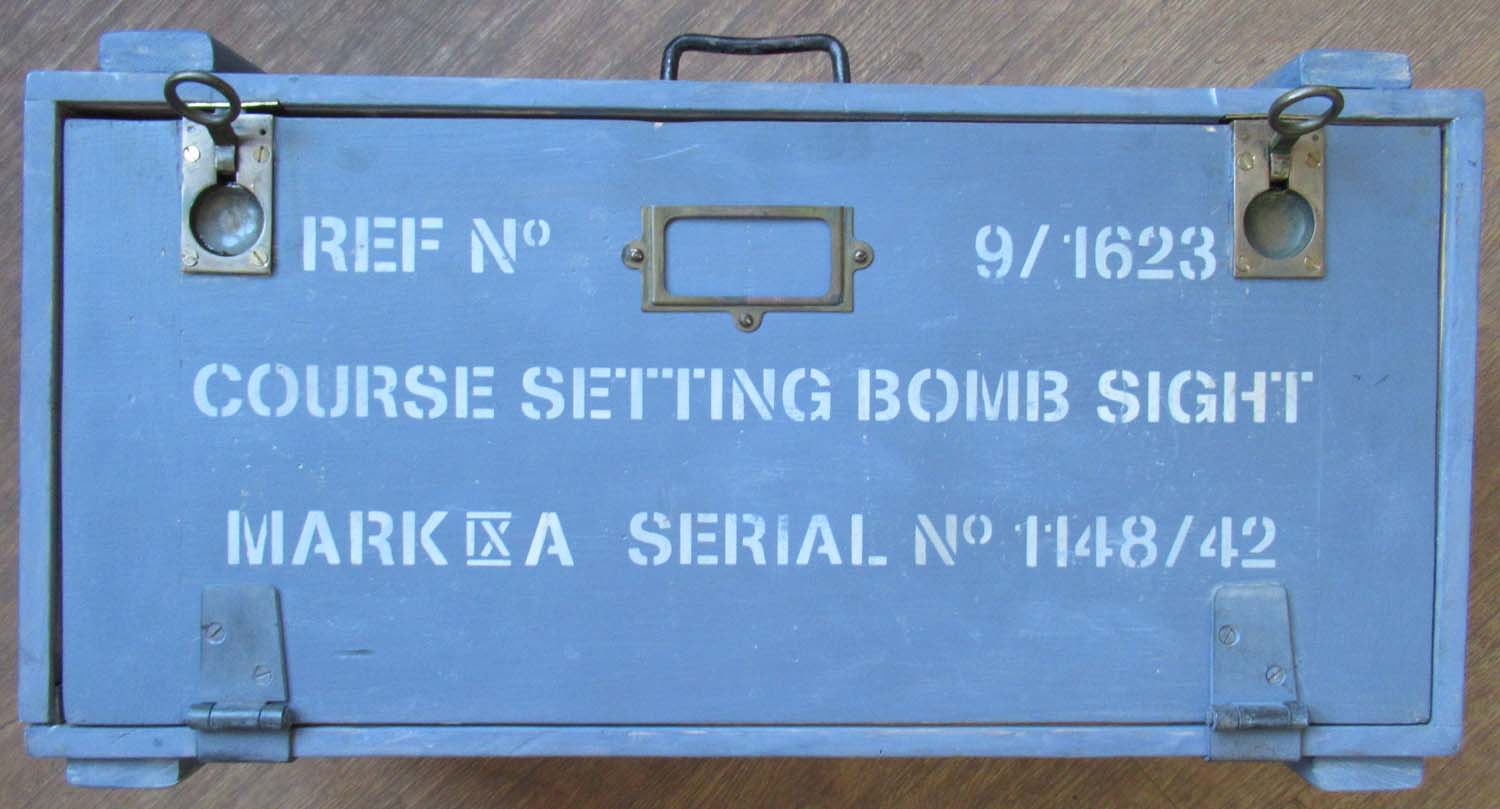 REF Nº 9/1623
COURSE SETTING BOMB SIGHT
MARK IX A SERIAL Nº 1148/42